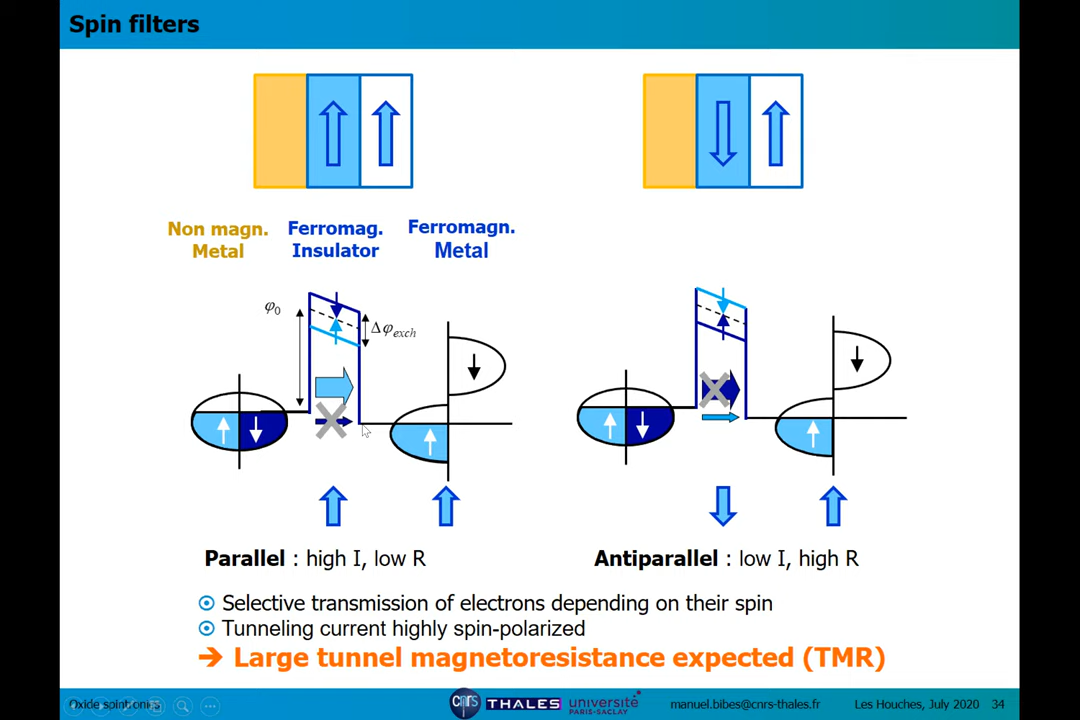 Spin filters
Non magn.
Metal
Ferromag.
Insulator
Ferromagn.
Metal
φ0
Δφexch
Parallel : high I, low R
Antiparallel : low I, high R
Selective transmission of electrons depending on their spin
Tunneling current highly spin-polarized
➔ Large tunnel magnetoresistance expected (TMR)
Oxide spintronics
cnrs
THALES
université
PARIS-SACLAY
manuel.bibes@cnrs-thales.fr
Les Houches, July 2020
34